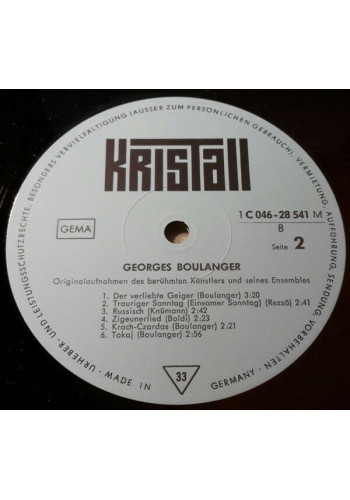 KRISTALL
BESONDERS VERVIELFÄLTIGUNG (AUSSER ZUM PERSÖNLICHEN GEBRAUCH), VERMIETUNG, AUFFÜHRUNG, SENDUNG, VORBEHALTEN
URHEBER- UND LEISTUNGSSCHUTZRECHTE,
GEMA
1 C 046-28 541 M
B
Seite 2
GEORGES BOULANGER
Originalaufnahmen des berühmten Künstlers und seines Ensembles
1. Der verliebte Geiger (Boulanger) 3:20
2. Trauriger Sonntag (Einsamer Sonntag) (Rezsö) 2:41
3. Russisch (Knümann) 2:42
4. Zigeunerlied (Boldi) 2:23
5. Krach-Czardas (Boulanger) 2:21
6. Tokaj (Boulanger) 2:56
33
MADE IN GERMANY